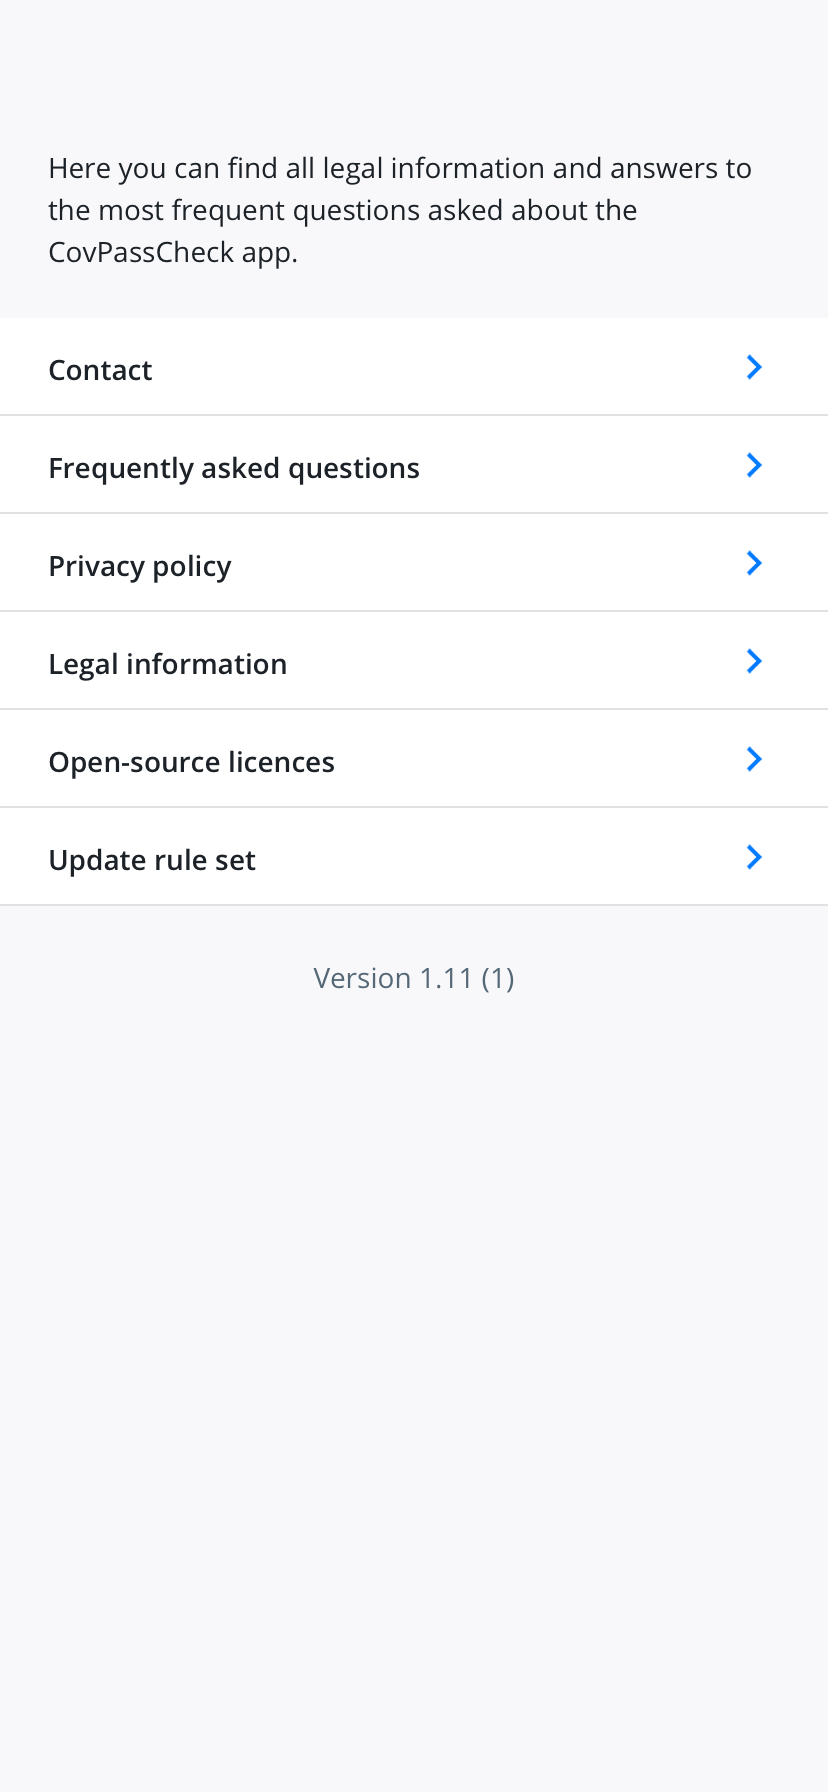 Here you can find all legal information and answers to
the most frequent questions asked about the
CovPassCheck app.
Contact
Frequently asked questions
Privacy policy
Legal information
Open-source licences
Update rule set
Version 1.11 (1)